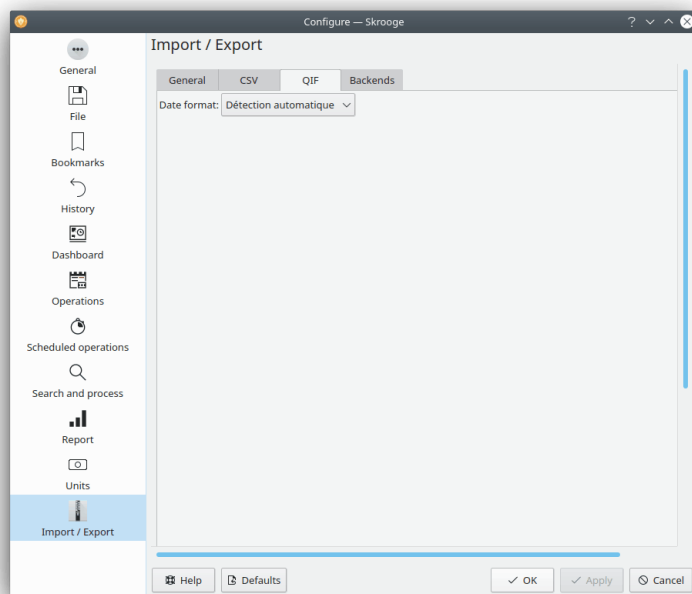 Configure — Skrooge
General
File
Bookmarks
History
Dashboard
Operations
Scheduled operations
Search and process
Report
Units
Import / Export
Import / Export
General CSV QIF Backends
Date format: Détection automatique
Help Defaults OK Apply Cancel